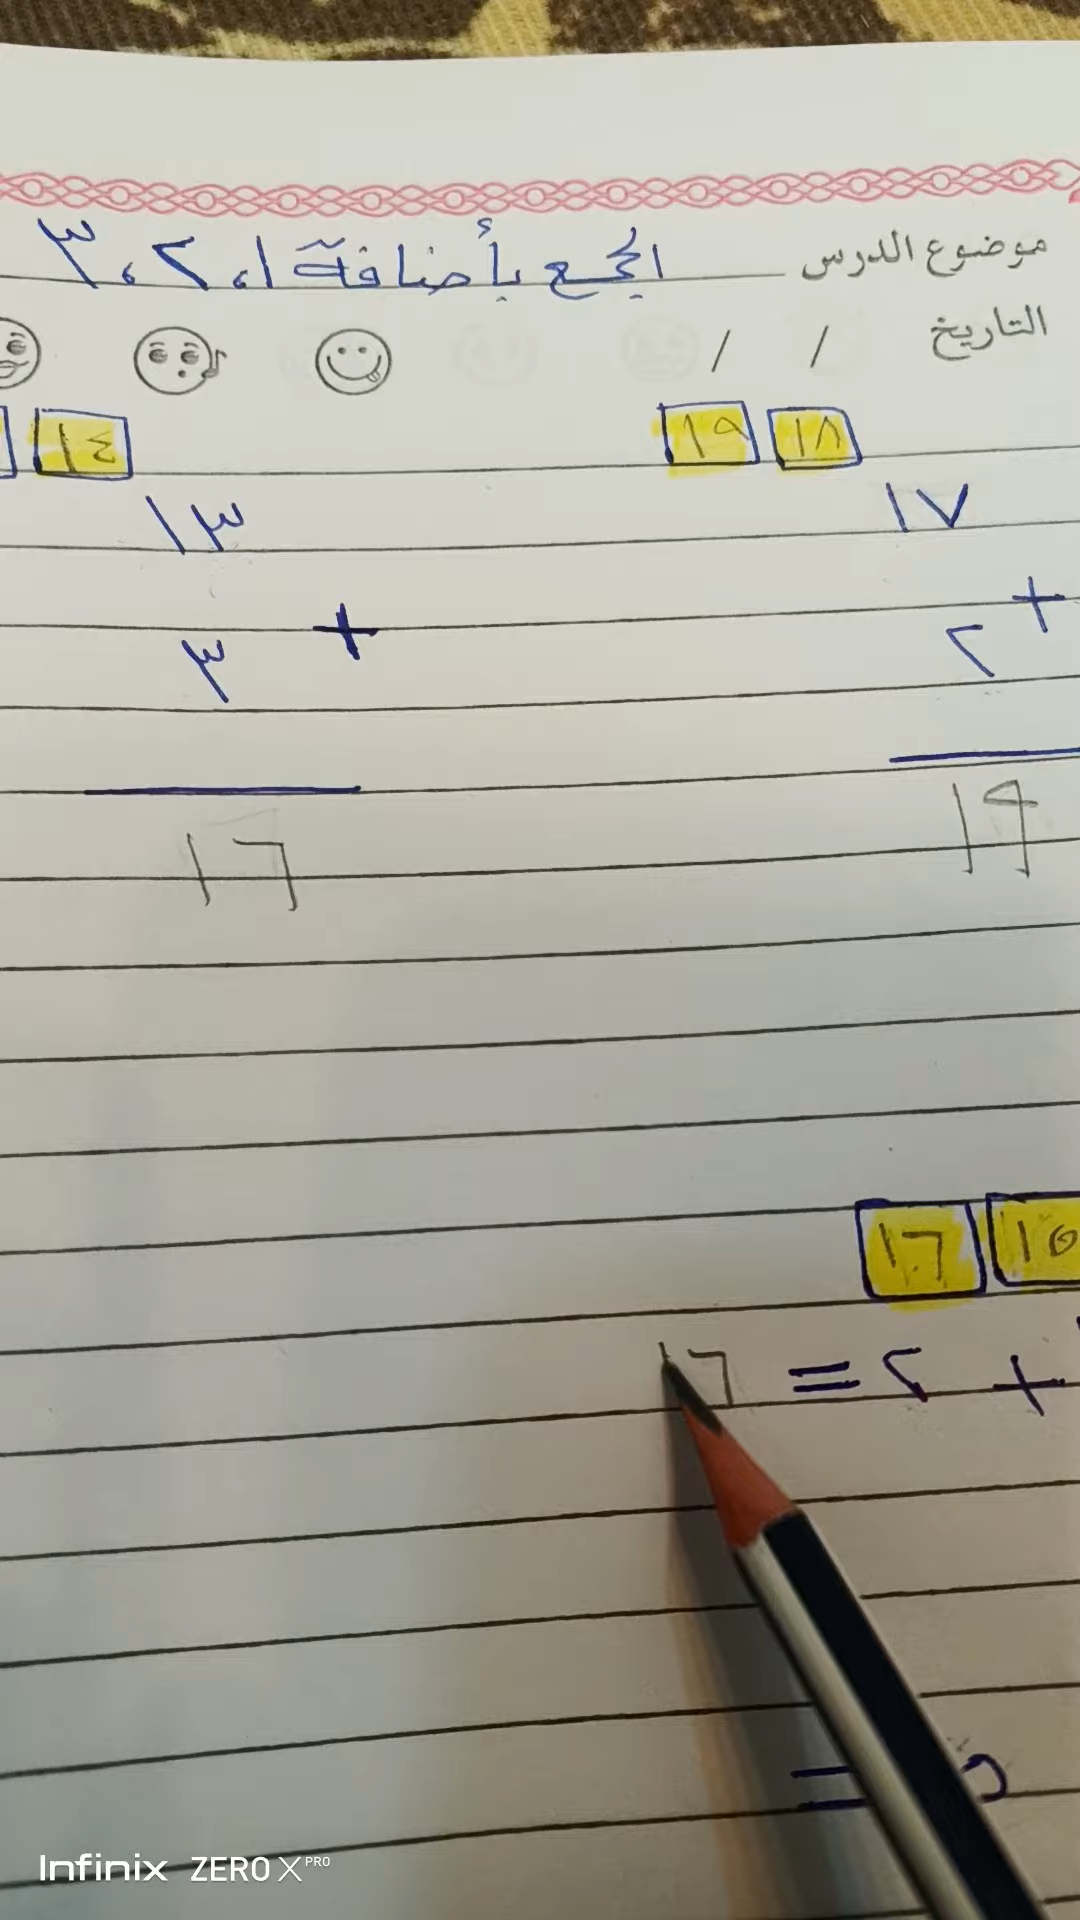 موضوع الدرس الجمع بأضافة ١، ٢، ٣
التاريخ / /
١٨ ١٩ ١٤
١٧ ١٣
+ +
٢ ٣
١٩ ١٦
١٥ ١٦
+ ٢ = ١٦
=
Infinix ZERO X PRO